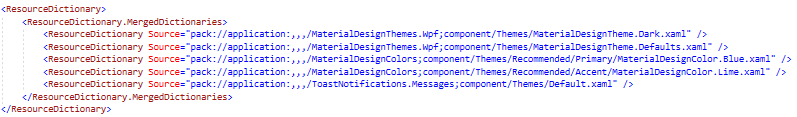 <ResourceDictionary>
<ResourceDictionary.MergedDictionaries>
<ResourceDictionary Source="pack://application:,,,/MaterialDesignThemes.Wpf;component/Themes/MaterialDesignTheme.Dark.xaml" />
<ResourceDictionary Source="pack://application:,,,/MaterialDesignThemes.Wpf;component/Themes/MaterialDesignTheme.Defaults.xaml" />
<ResourceDictionary Source="pack://application:,,,/MaterialDesignColors;component/Themes/Recommended/Primary/MaterialDesignColor.Blue.xaml" />
<ResourceDictionary Source="pack://application:,,,/MaterialDesignColors;component/Themes/Recommended/Accent/MaterialDesignColor.Lime.xaml" />
<ResourceDictionary Source="pack://application:,,,/ToastNotifications.Messages;component/Themes/Default.xaml" />
</ResourceDictionary.MergedDictionaries>
</ResourceDictionary>